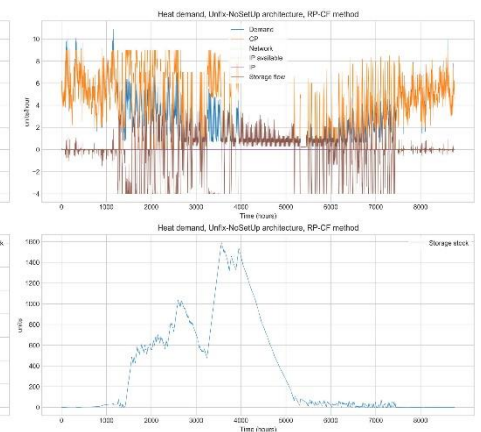 Heat demand, Unfix-NoSetUp architecture, RP-CF method
Demand
CP
Network
IP available
IP
Storage flow
units/hour
10
8
6
4
2
0
−2
−4
0 1000 2000 3000 4000 5000 6000 7000 8000
Time (hours)
Heat demand, Unfix-NoSetUp architecture, RP-CF method
k
Storage stock
units
1600
1400
1200
1000
800
600
400
200
0
0 1000 2000 3000 4000 5000 6000 7000 8000
Time (hours)